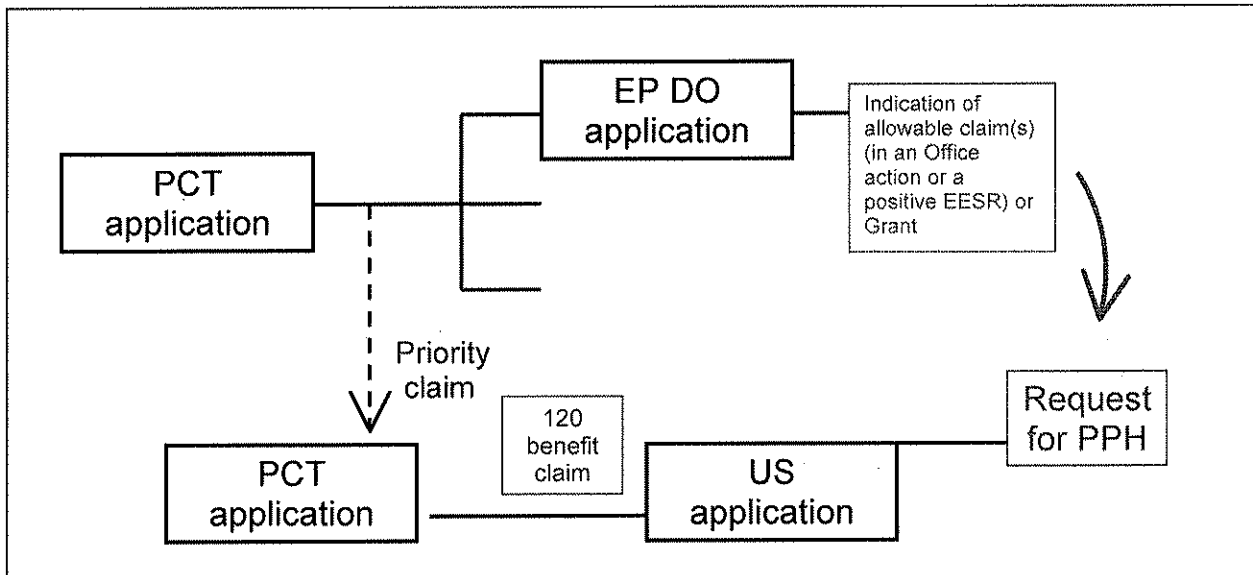 EP DO
application
Indication of
allowable claim(s)
(in an Office
action or a
positive EESR) or
Grant
PCT
application
Priority
claim
120
benefit
claim
Request
for PPH
PCT
application
US
application